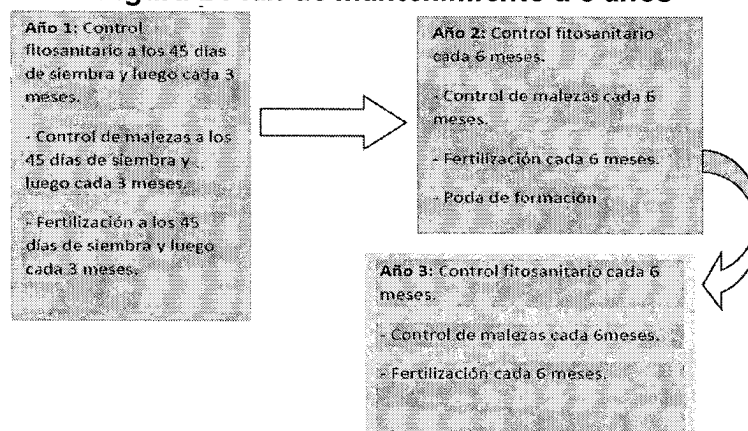 de mantenimiento a 3 años
Año 1: Control
fitosanitario a los 45 días
de siembra y luego cada 3
meses.
- Control de malezas a los
45 días de siembra y
luego cada 3 meses.
- Fertilización a los 45
días de siembra y luego
cada 3 meses.
Año 2: Control fitosanitario
cada 6 meses.
- Control de malezas cada 6
meses.
- Fertilización cada 6 meses.
- Poda de formación
Año 3: Control fitosanitario cada 6
meses.
- Control de malezas cada 6meses.
- Fertilización cada 6 meses.